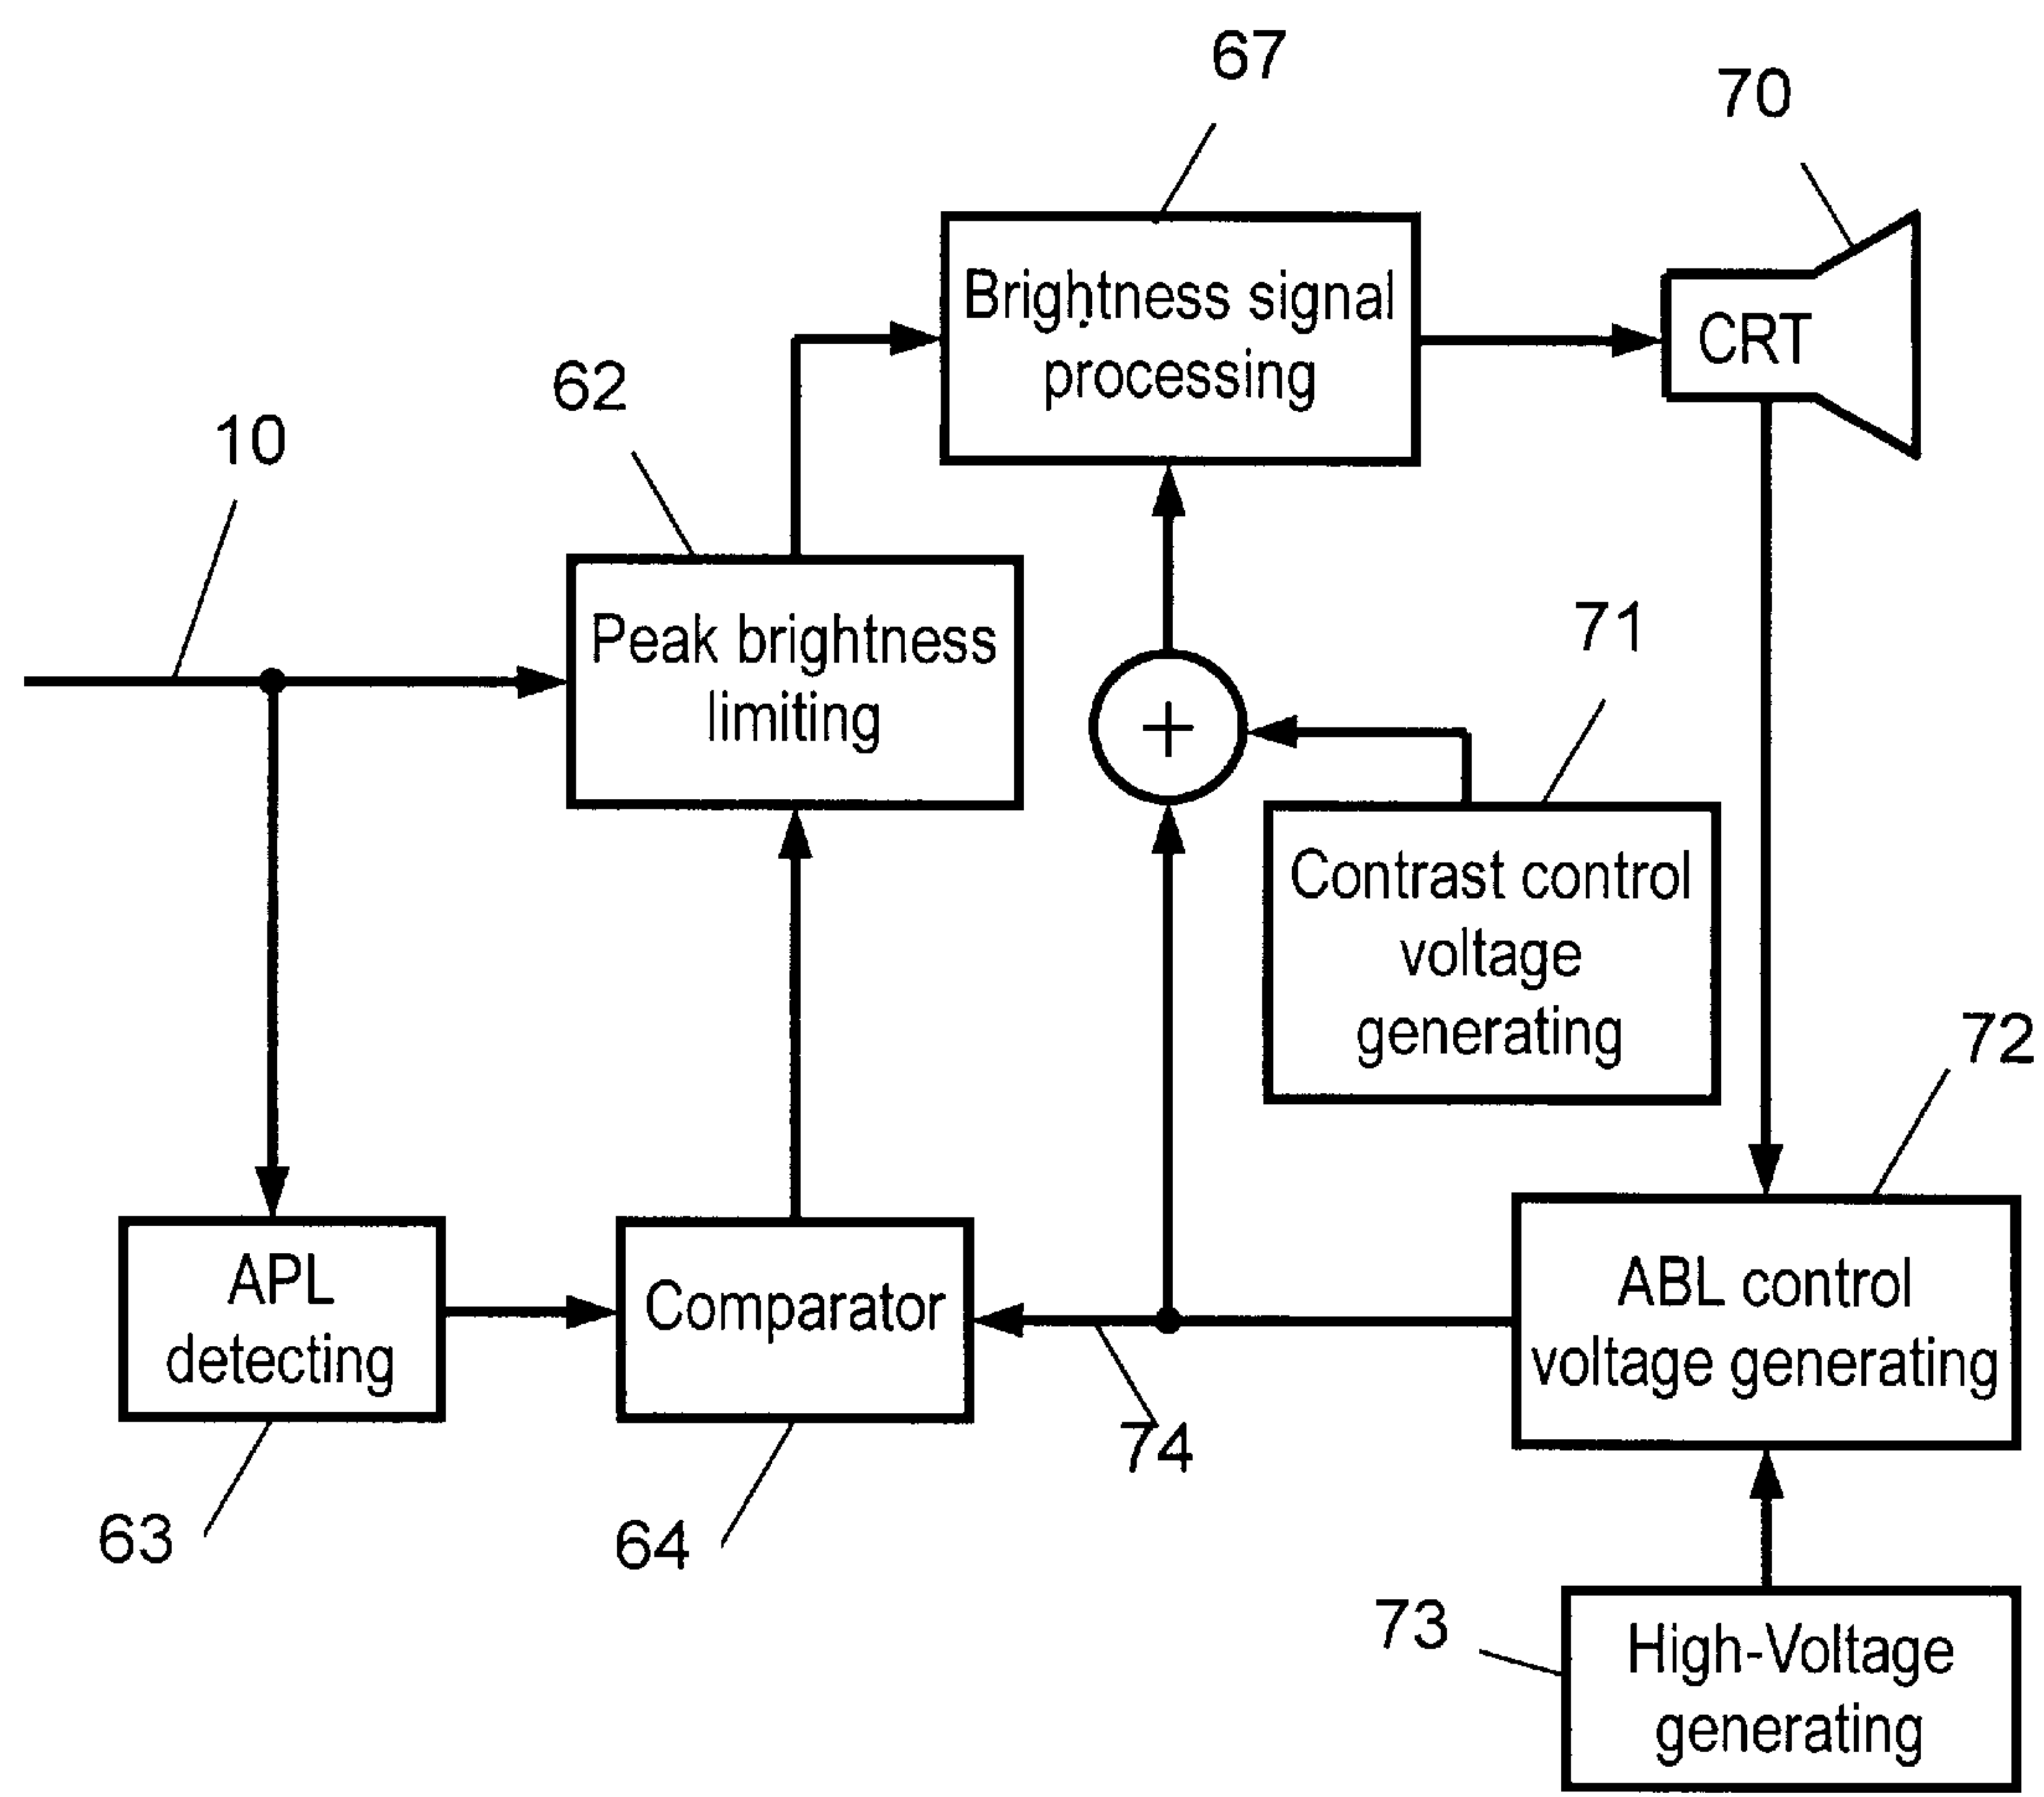 67
70
Brightness signal
processing
CRT
62
10
Peak brightness
limiting
71
+
Contrast control
voltage
generating
72
APL
detecting
Comparator
ABL control
voltage generating
74
63
64
73
High-Voltage
generating